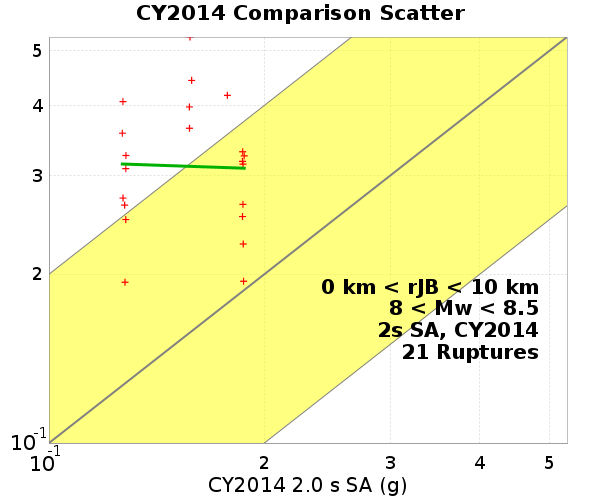 CY2014 Comparison Scatter
5
4
3
2
10-1
0 km < rJB < 10 km
8 < Mw < 8.5
2s SA, CY2014
21 Ruptures
10-1 2 3 4 5
CY2014 2.0 s SA (g)